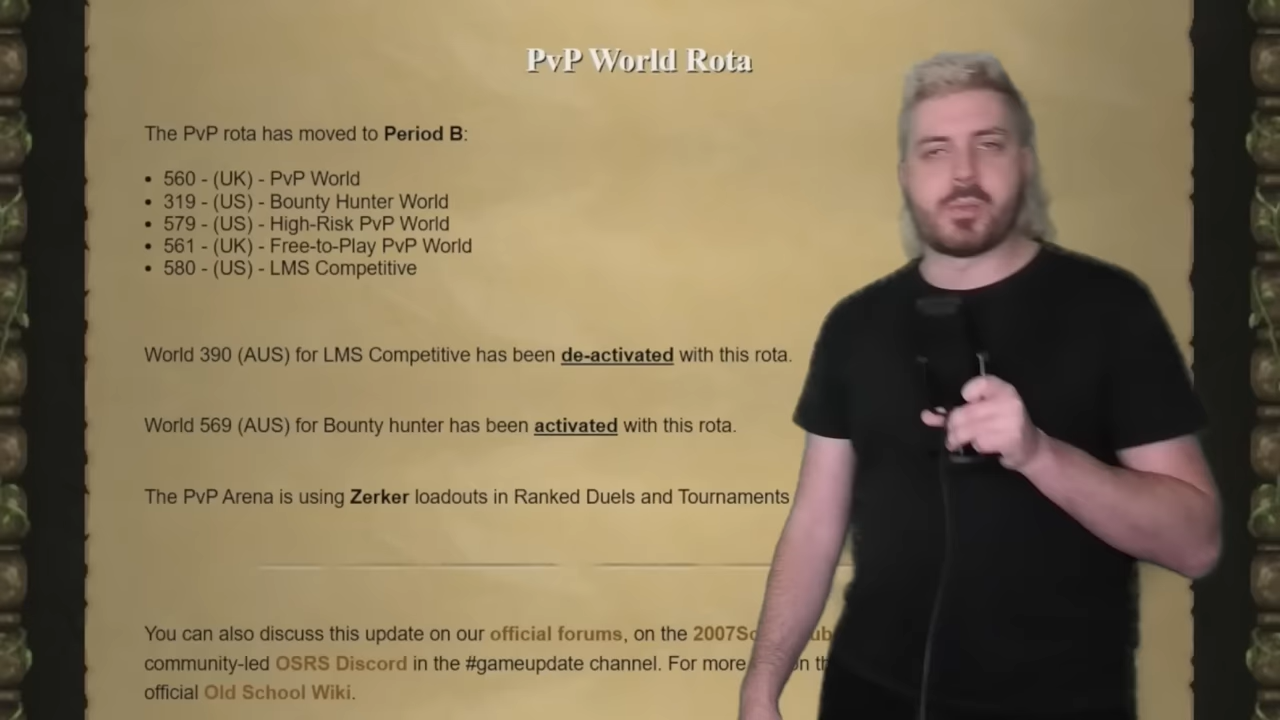 PvP World Rota
The PvP rota has moved to Period B:
• 560 - (UK) - PvP World
• 319 - (US) - Bounty Hunter World
• 579 - (US) - High-Risk PvP World
• 561 - (UK) - Free-to-Play PvP World
• 580 - (US) - LMS Competitive
World 390 (AUS) for LMS Competitive has been de-activated with this rota.
World 569 (AUS) for Bounty hunter has been activated with this rota.
The PvP Arena is using Zerker loadouts in Ranked Duels and Tournaments
You can also discuss this update on our official forums, on the
community-led OSRS Discord in the #gameupdate channel. For more
official Old School Wiki.